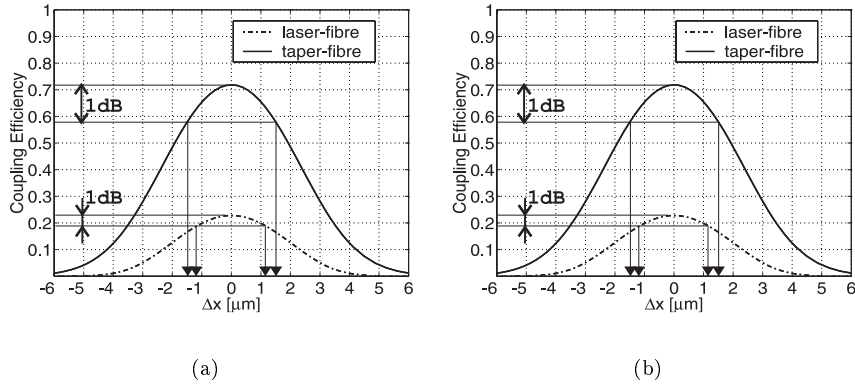 1
0.9
0.8
0.7
0.6
0.5
0.4
0.3
0.2
0.1
Coupling Efficiency
laser-fibre
taper-fibre
1dB
1dB
-6 -5 -4 -3 -2 -1 0 1 2 3 4 5 6
Δx [μm]
(a)
1
0.9
0.8
0.7
0.6
0.5
0.4
0.3
0.2
0.1
Coupling Efficiency
laser-fibre
taper-fibre
1dB
1dB
-6 -5 -4 -3 -2 -1 0 1 2 3 4 5 6
Δx [μm]
(b)